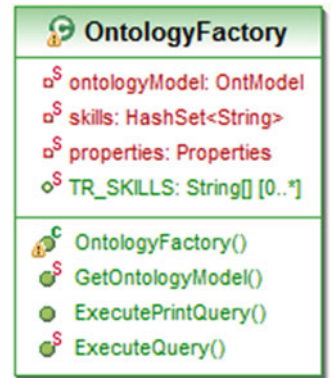 OntologyFactory
S ontologyModel: OntModel
S skills: HashSet<String>
S properties: Properties
S TR_SKILLS: String[] [0..*]
C OntologyFactory()
S GetOntologyModel()
ExecutePrintQuery()
S ExecuteQuery()